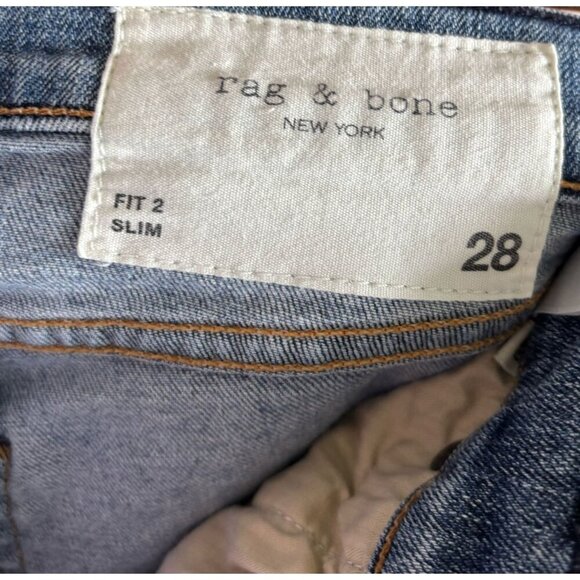 rag & bone
NEW YORK
FIT 2
SLIM
28